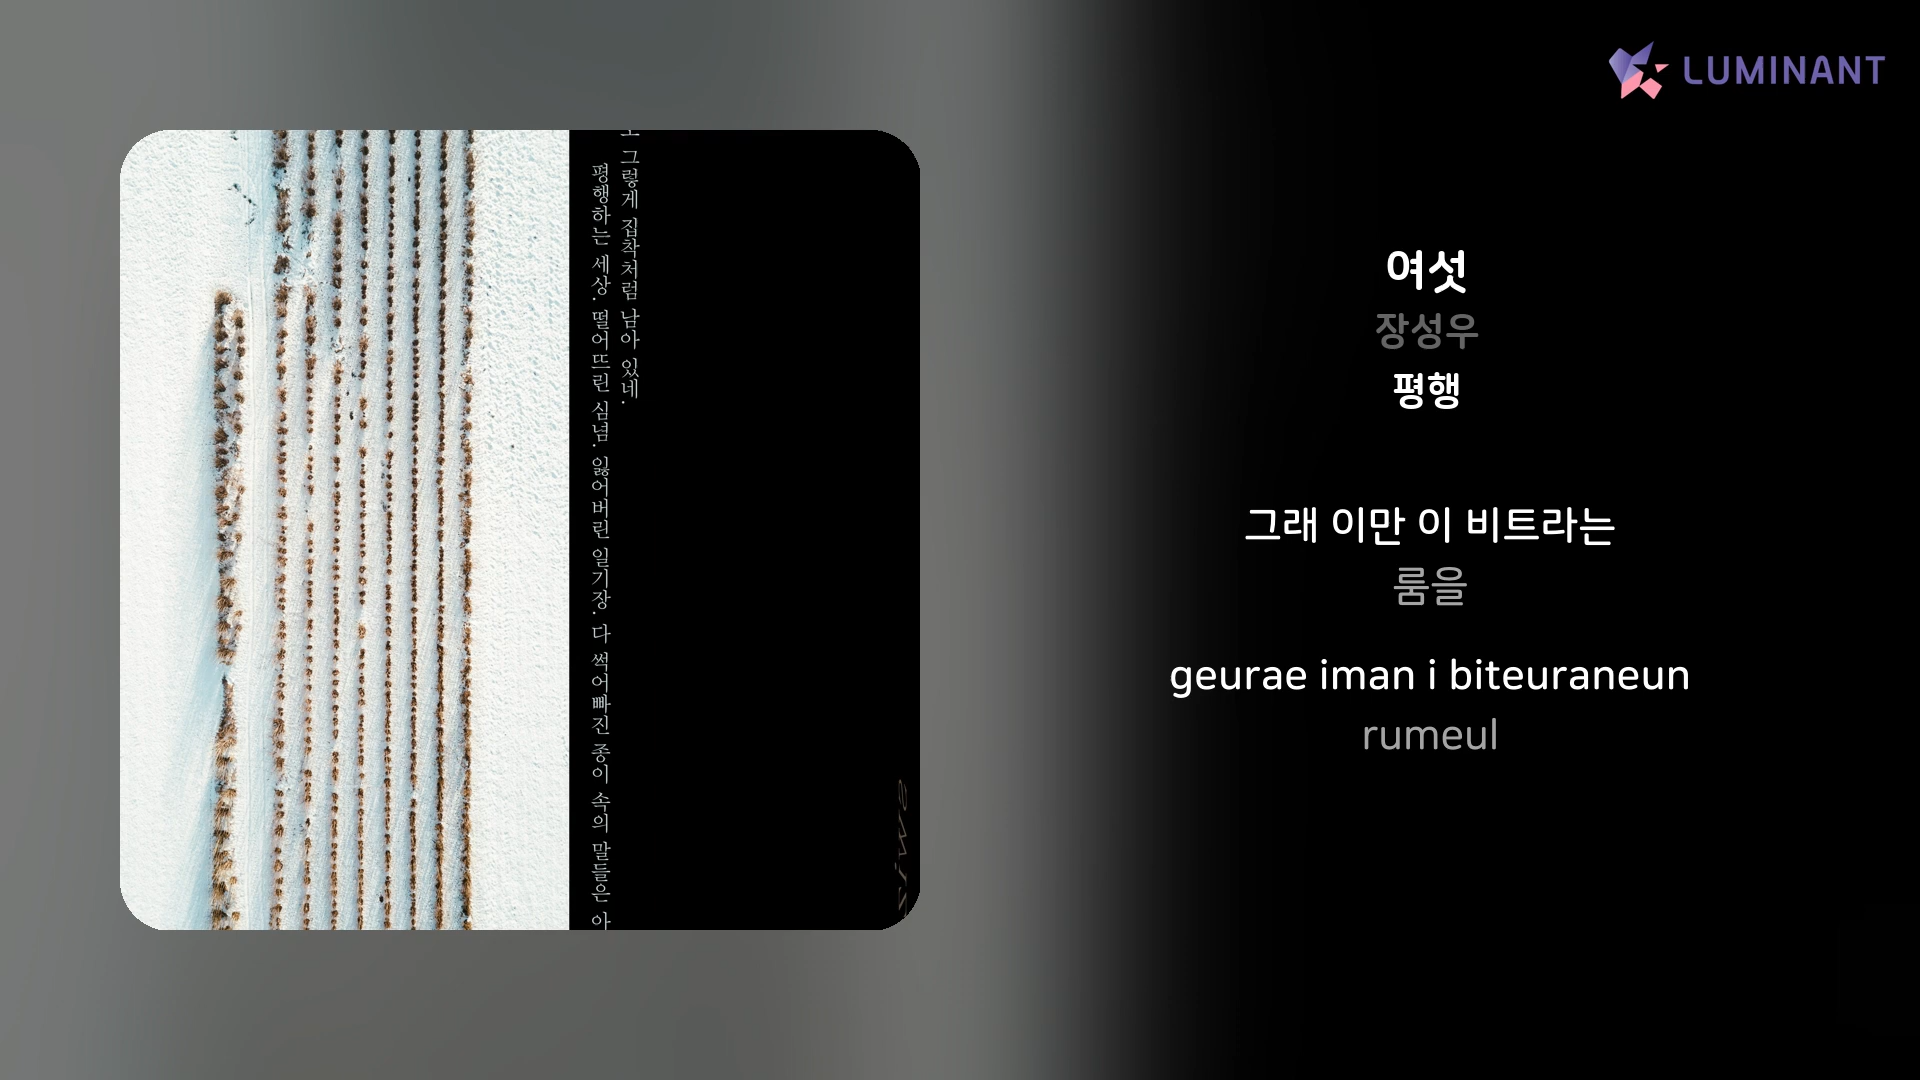 LUMINANT
ㅗ 그렇게 집착처럼 남아 있네.
평행하는 세상. 떨어뜨린 심념. 잃어버린 일기장. 다 썩어빠진 종이 속의 말들은 아
여섯
장성우
평행
그래 이만 이 비트라는
룸을
geurae iman i biteuraneun
rumeul